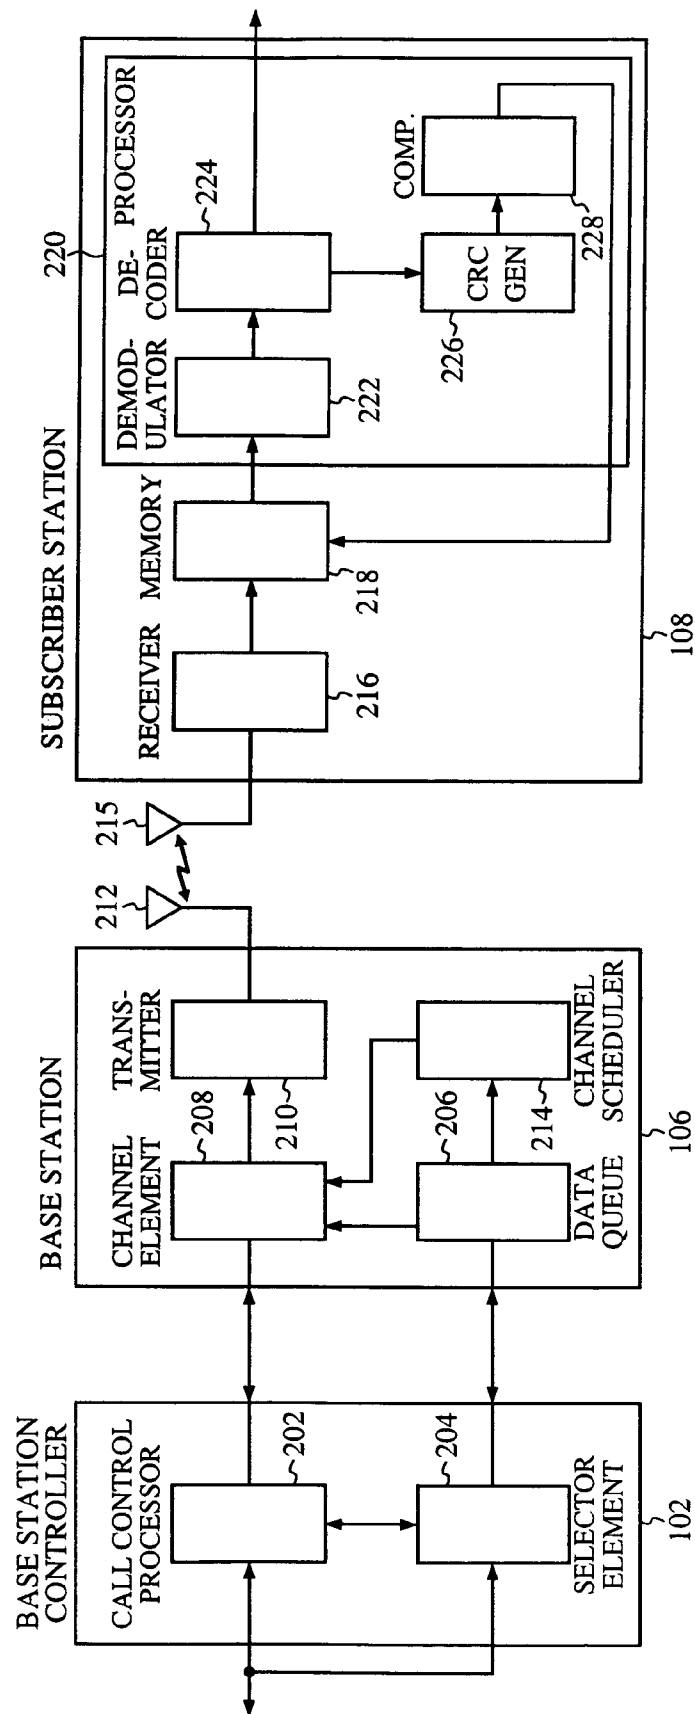 BASE STATION
CONTROLLER
CALL CONTROL
PROCESSOR
202
204
SELECTOR
ELEMENT
102
BASE STATION
CHANNEL
ELEMENT
208
TRANS-
MITTER
210
206
DATA
QUEUE
214
CHANNEL
SCHEDULER
106
212
215
SUBSCRIBER STATION
RECEIVER
216
MEMORY
218
220
PROCESSOR
DEMOD-
ULATOR
222
DE-
CODER
224
CRC
GEN
226
COMP.
228
108